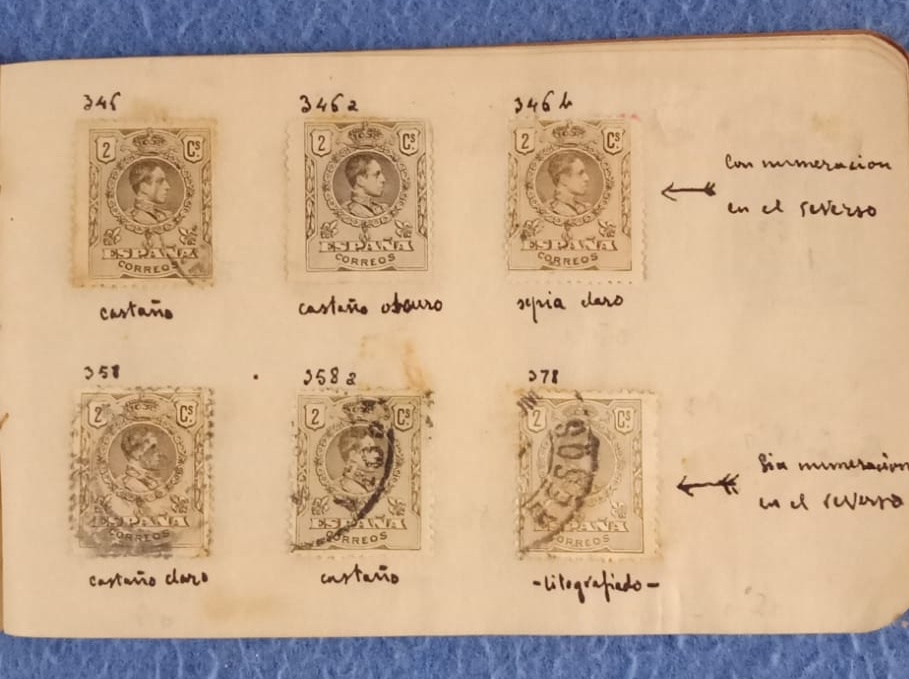 346 346a 346b
2 Cs. 2 Cs. 2 Cs.
ESPAÑA ESPAÑA ESPAÑA
CORREOS CORREOS CORREOS
castaño castaño obscuro sepia claro
Con numeracion
en el reverso
358 358a 378
2 Cs 2 Cs 2 Cs
ESPAÑA ESPAÑA ESPAÑA
CORREOS CORREOS CORREOS
castaño claro castaño -litografiado-
Sin numeracion
en el reverso